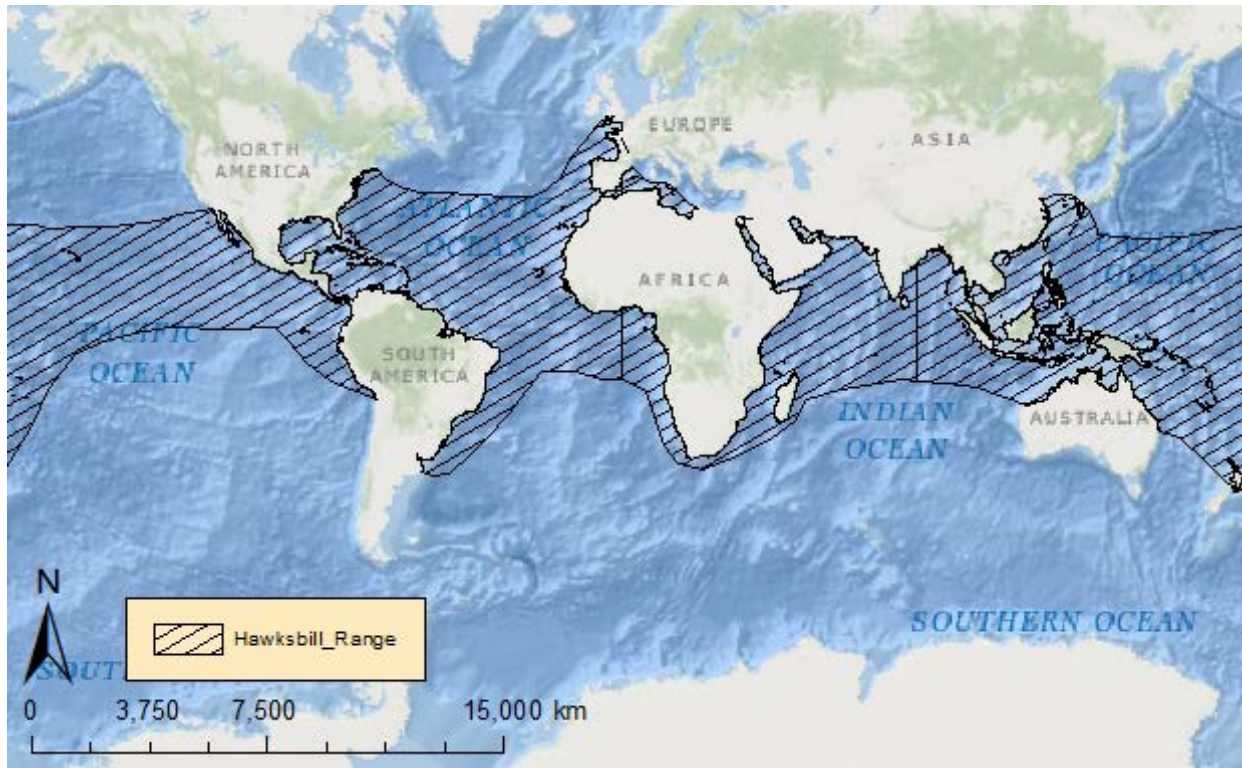 NORTH
AMERICA
EUROPE
ASIA
ATLANTIC
OCEAN
PACIFIC
OCEAN
AFRICA
PACIFIC
OCEAN
SOUTH
AMERICA
INDIAN
OCEAN
AUSTRALIA
N
Hawksbill_Range
SOUTHERN OCEAN
SOUT
0 3,750 7,500 15,000 km